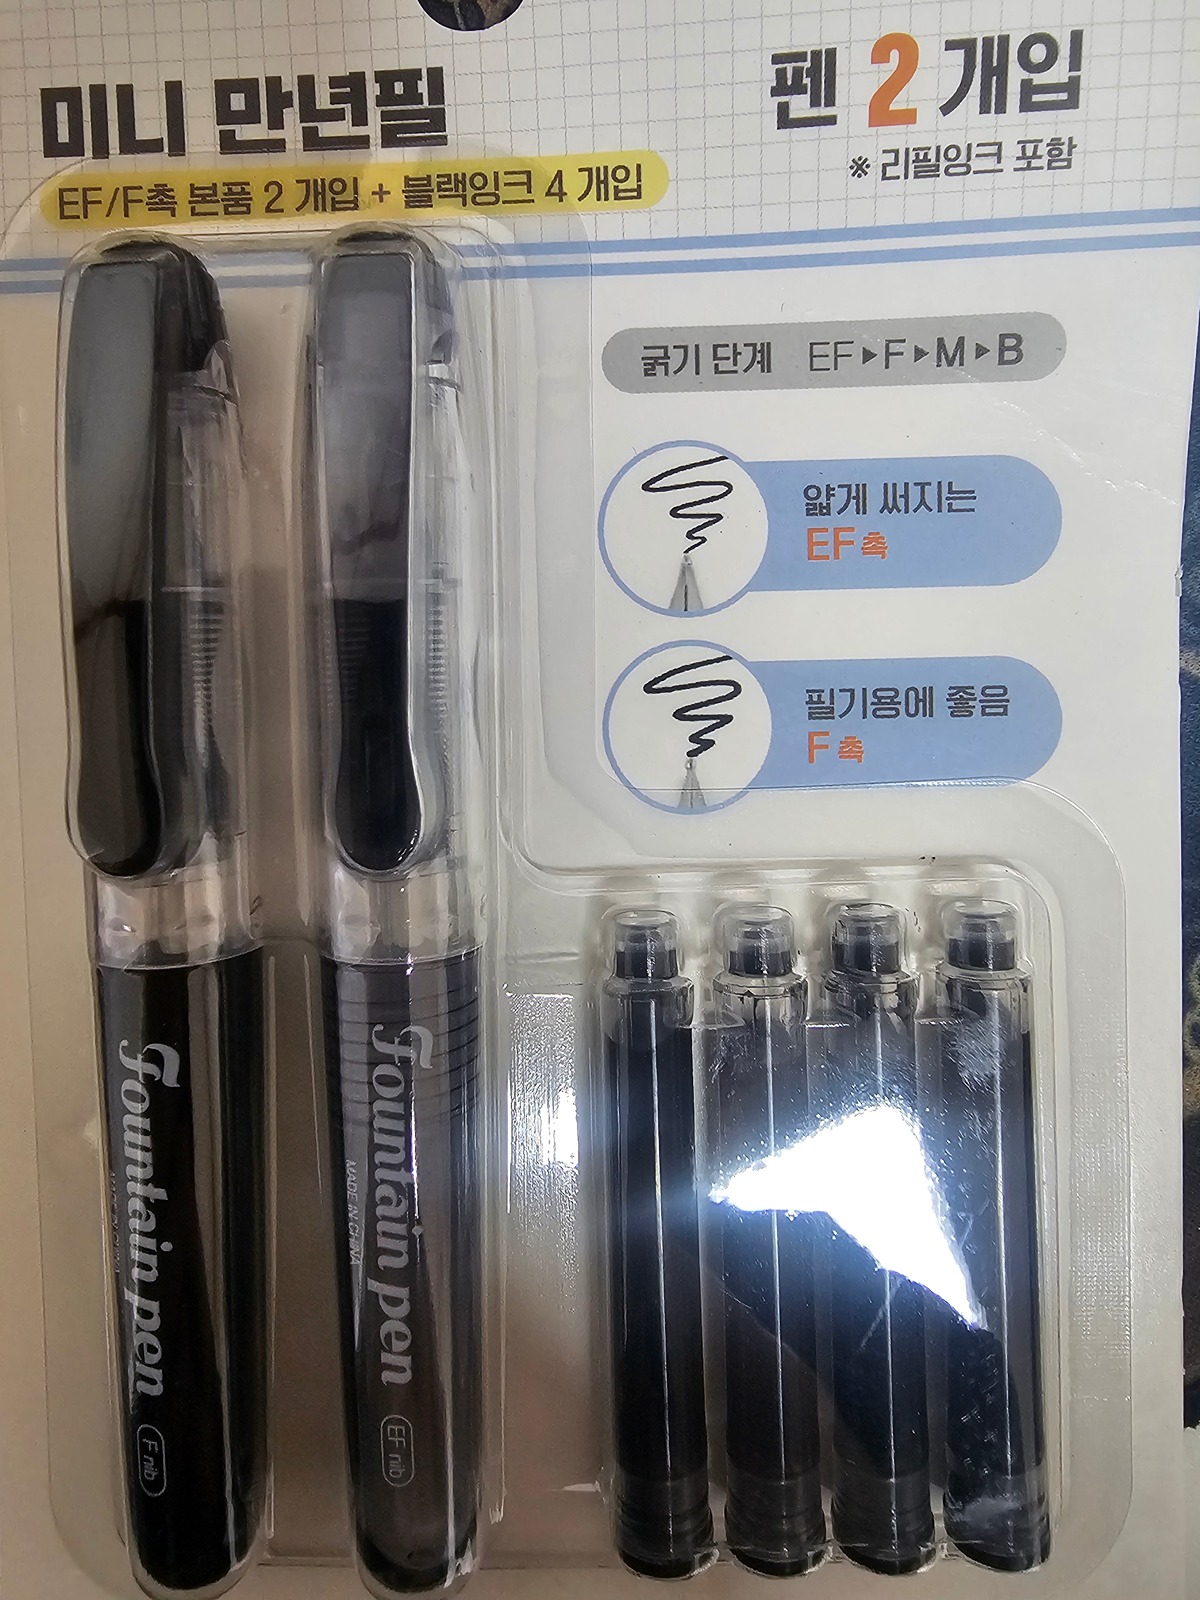 미니 만년필
펜 2 개입
※ 리필잉크 포함
EF/F촉 본품 2 개입 + 블랙잉크 4 개입
굵기 단계 EF▶F▶M▶B
얇게 써지는
EF촉
필기용에 좋음
F촉
Fountain pen
F nib
Fountain pen
MADE IN CHINA
EF nib